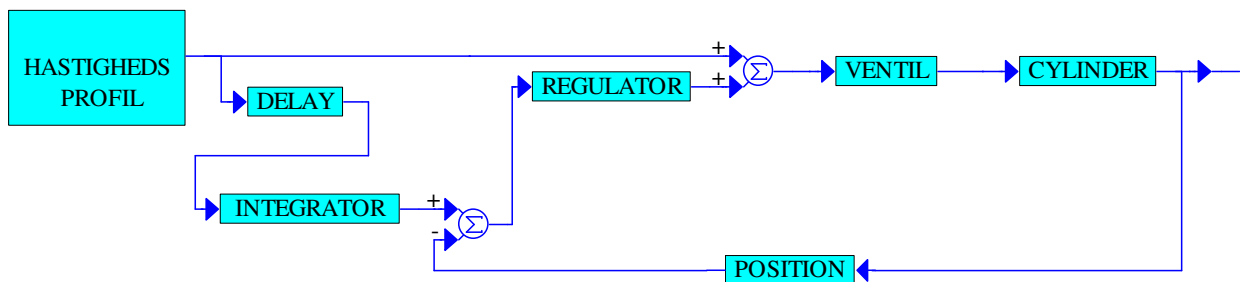 HASTIGHEDS
PROFIL
+
Σ
VENTIL
CYLINDER
+
REGULATOR
DELAY
INTEGRATOR
+
Σ
-
POSITION